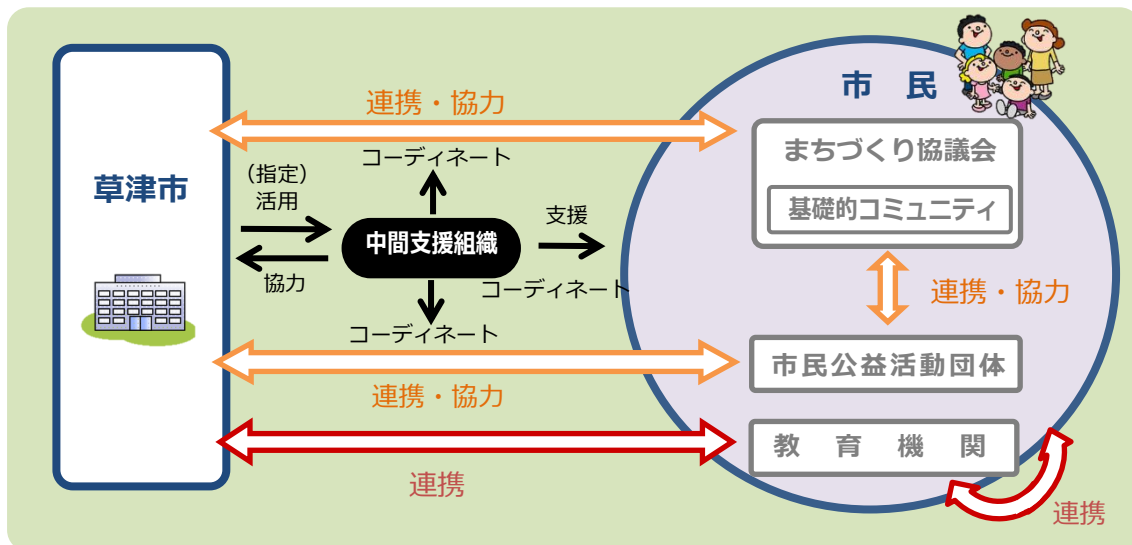 市 民
連携・協力
コーディネート
まちづくり協議会
(指定)
活用
草津市
支援
基礎的コミュニティ
中間支援組織
協力
コーディネート
連携・協力
コーディネート
市民公益活動団体
連携・協力
教 育 機 関
連携
連携